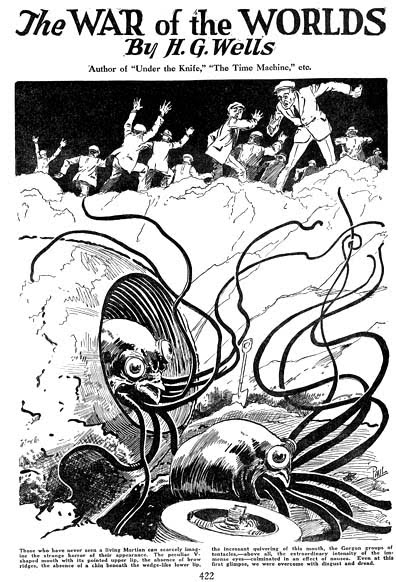 The WAR of the WORLDS
By H. G. Wells
Author of "Under the Knife," "The Time Machine," etc.
PAUL
Those who have never seen a living Martian can scarcely imag-
ine the strange horror of their appearance. The peculiar V-
shaped mouth with its pointed upper lip, the absence of brow
ridges, the absence of a chin beneath the wedge-like lower lip,
the incessant quivering of this mouth, the Gorgon groups of
tentacles,—above all, the extraordinary intensity of the im-
mense eyes—culminated in an effect of nausea. Even at this
first glimpse, we were overcome with disgust and dread.
422